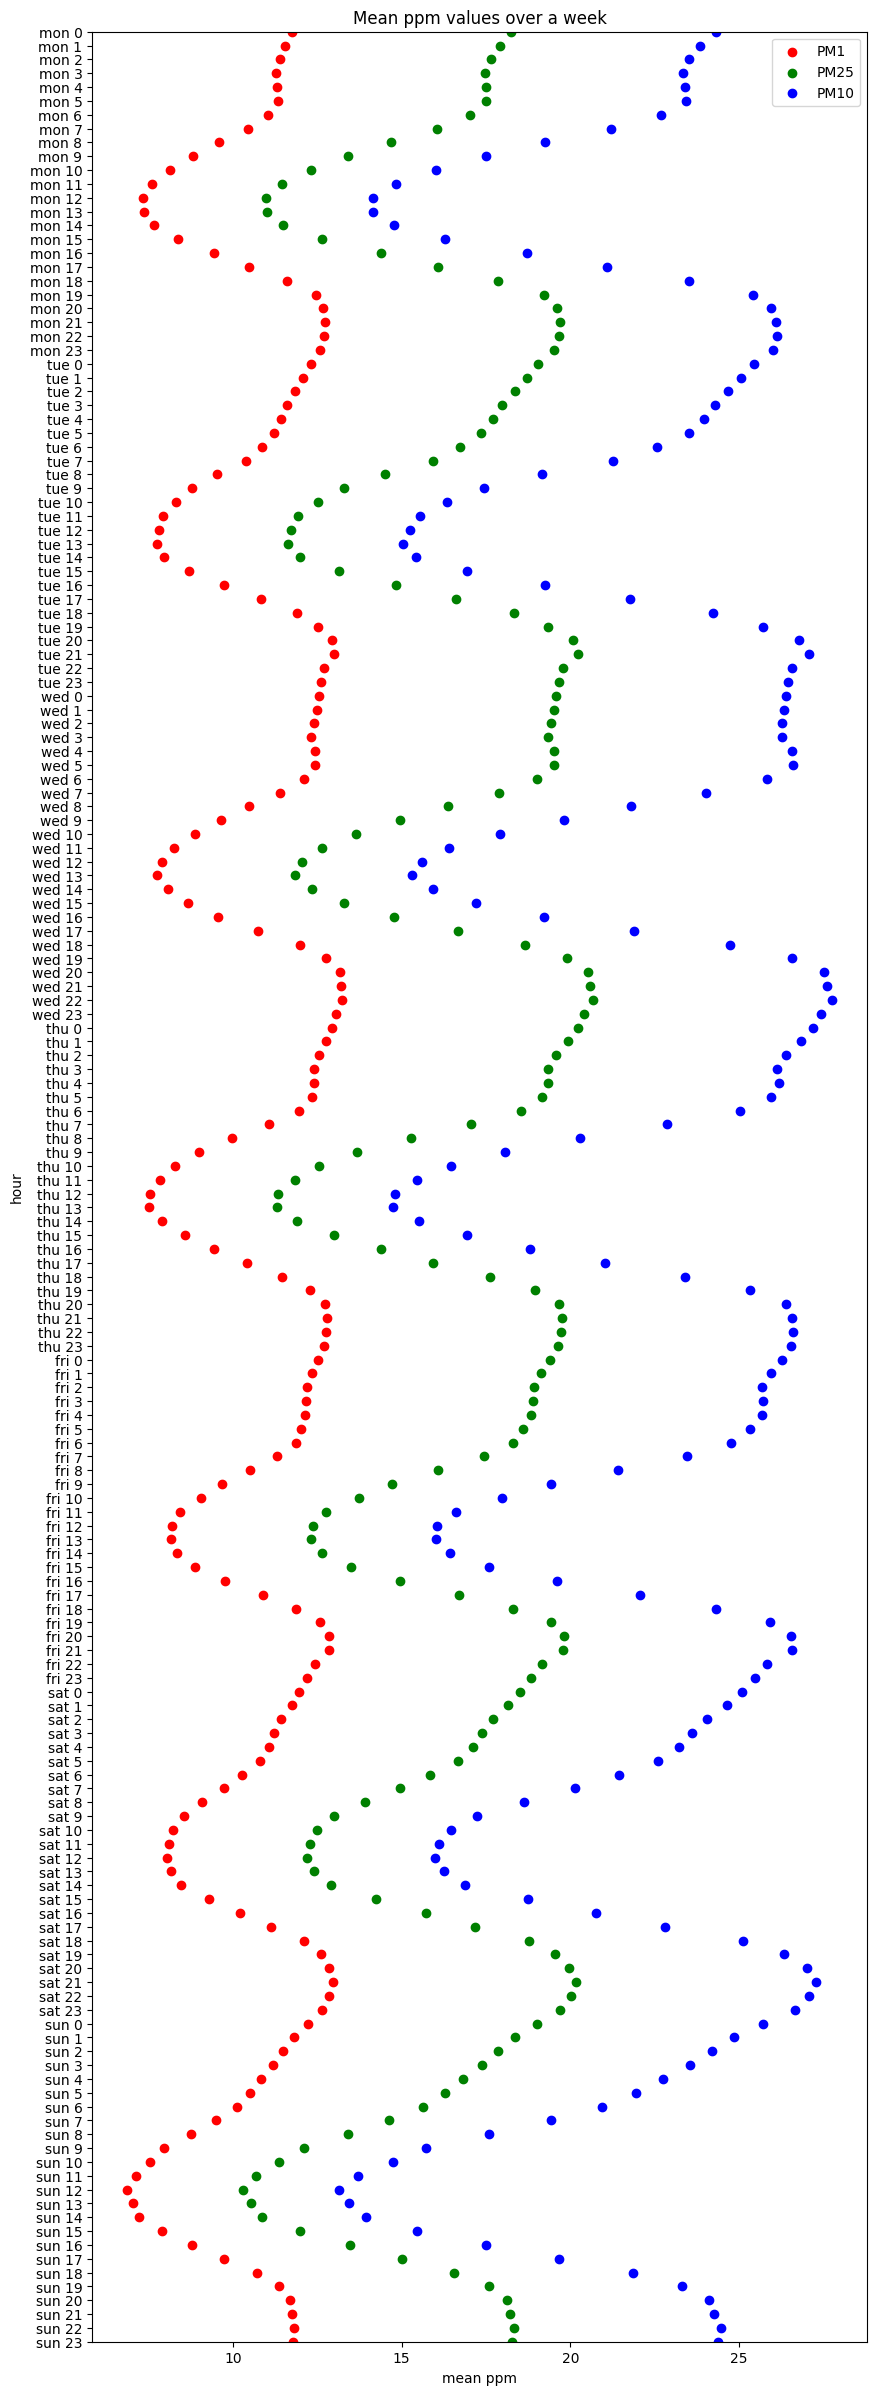 Mean ppm values over a week
PM1
PM25
PM10
mon 0
mon 1
mon 2
mon 3
mon 4
mon 5
mon 6
mon 7
mon 8
mon 9
mon 10
mon 11
mon 12
mon 13
mon 14
mon 15
mon 16
mon 17
mon 18
mon 19
mon 20
mon 21
mon 22
mon 23
tue 0
tue 1
tue 2
tue 3
tue 4
tue 5
tue 6
tue 7
tue 8
tue 9
tue 10
tue 11
tue 12
tue 13
tue 14
tue 15
tue 16
tue 17
tue 18
tue 19
tue 20
tue 21
tue 22
tue 23
wed 0
wed 1
wed 2
wed 3
wed 4
wed 5
wed 6
wed 7
wed 8
wed 9
wed 10
wed 11
wed 12
wed 13
wed 14
wed 15
wed 16
wed 17
wed 18
wed 19
wed 20
wed 21
wed 22
wed 23
thu 0
thu 1
thu 2
thu 3
thu 4
thu 5
thu 6
thu 7
thu 8
thu 9
thu 10
thu 11
thu 12
thu 13
thu 14
thu 15
thu 16
thu 17
thu 18
thu 19
thu 20
thu 21
thu 22
thu 23
fri 0
fri 1
fri 2
fri 3
fri 4
fri 5
fri 6
fri 7
fri 8
fri 9
fri 10
fri 11
fri 12
fri 13
fri 14
fri 15
fri 16
fri 17
fri 18
fri 19
fri 20
fri 21
fri 22
fri 23
sat 0
sat 1
sat 2
sat 3
sat 4
sat 5
sat 6
sat 7
sat 8
sat 9
sat 10
sat 11
sat 12
sat 13
sat 14
sat 15
sat 16
sat 17
sat 18
sat 19
sat 20
sat 21
sat 22
sat 23
sun 0
sun 1
sun 2
sun 3
sun 4
sun 5
sun 6
sun 7
sun 8
sun 9
sun 10
sun 11
sun 12
sun 13
sun 14
sun 15
sun 16
sun 17
sun 18
sun 19
sun 20
sun 21
sun 22
sun 23
hour
10 15 20 25
mean ppm